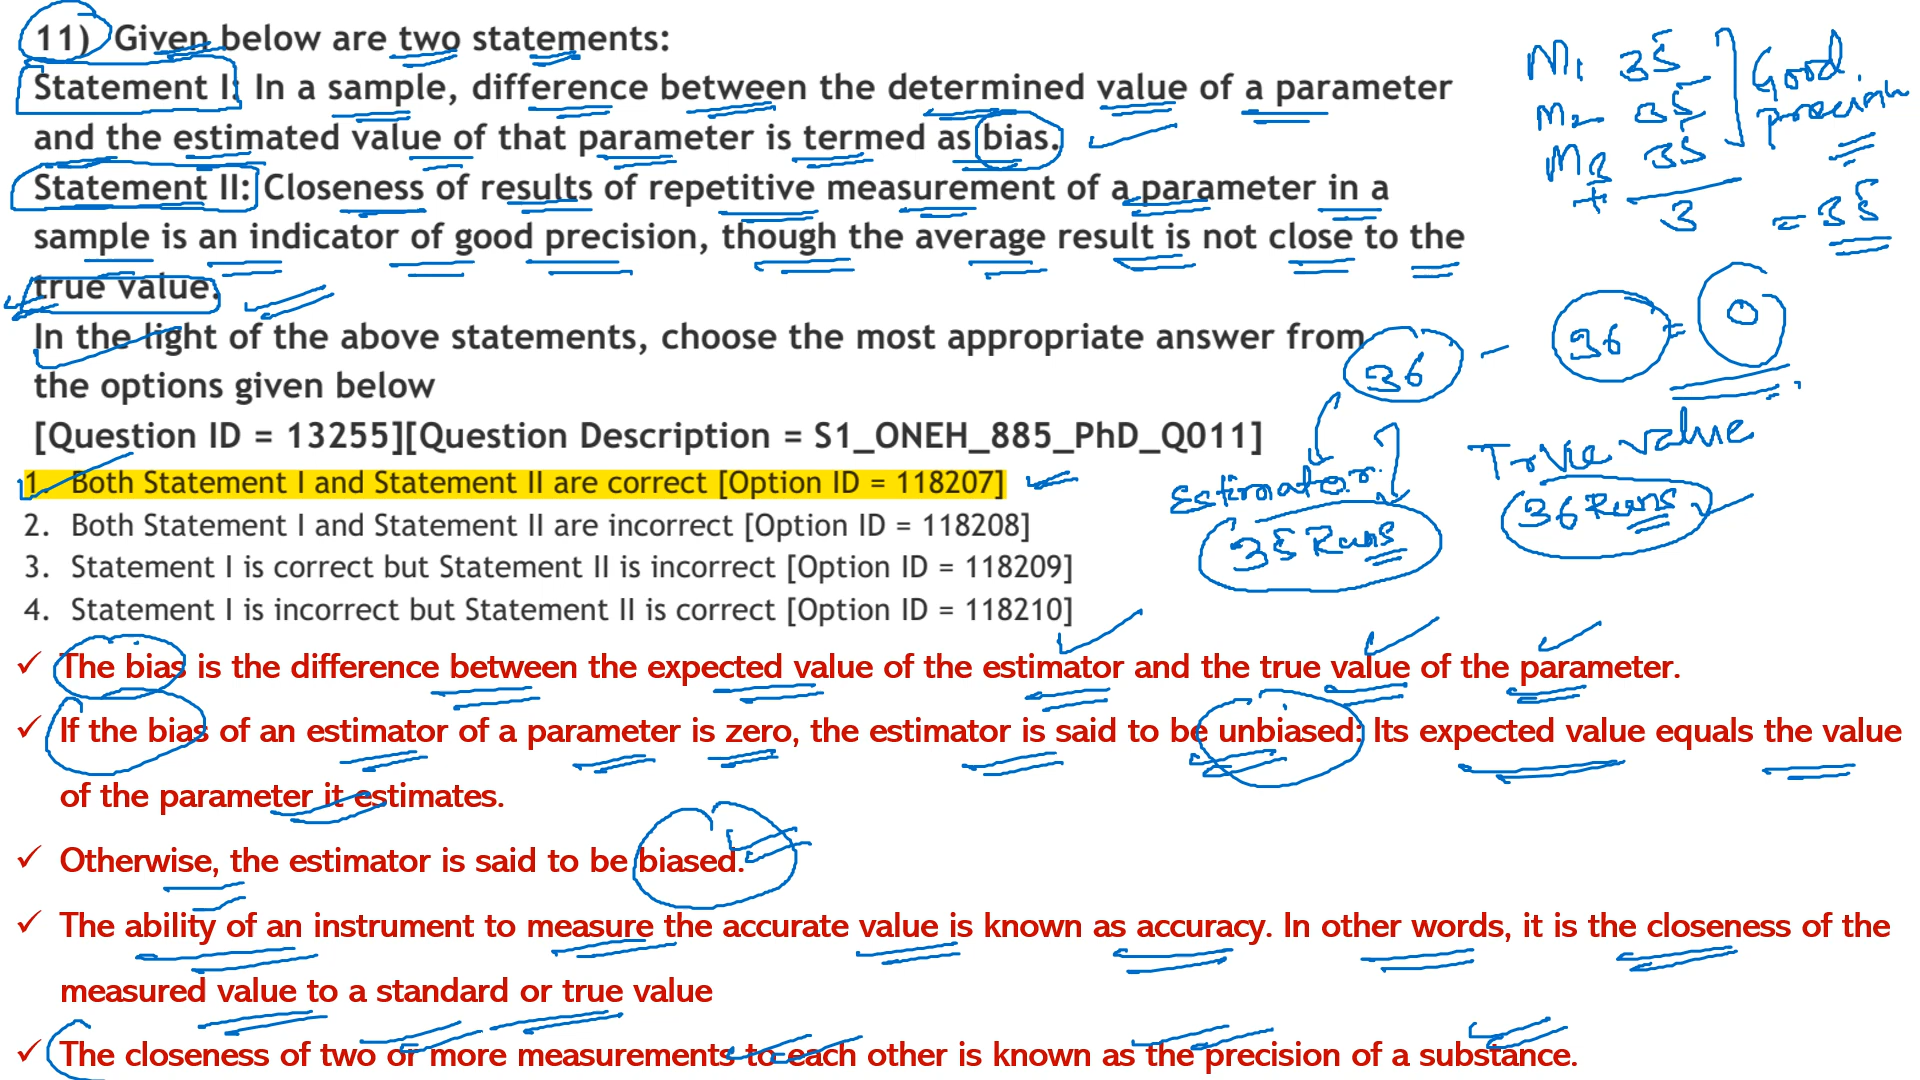 11) Given below are two statements:
Statement I: In a sample, difference between the determined value of a parameter
and the estimated value of that parameter is termed as bias.
Statement II: Closeness of results of repetitive measurement of a parameter in a
sample is an indicator of good precision, though the average result is not close to the
true value.
In the light of the above statements, choose the most appropriate answer from
the options given below
[Question ID = 13255][Question Description = S1_ONEH_885_PhD_Q011]
1. Both Statement I and Statement II are correct [Option ID = 118207]
2. Both Statement I and Statement II are incorrect [Option ID = 118208]
3. Statement I is correct but Statement II is incorrect [Option ID = 118209]
4. Statement I is incorrect but Statement II is correct [Option ID = 118210]
M1 35
M2 35
M3 35
Good
precision
+ 3 = 35
36 - 36 = 0
Estimator
35 Runs
True value
36 Runs
✓ The bias is the difference between the expected value of the estimator and the true value of the parameter.
✓ If the bias of an estimator of a parameter is zero, the estimator is said to be unbiased: Its expected value equals the value
of the parameter it estimates.
✓ Otherwise, the estimator is said to be biased.
✓ The ability of an instrument to measure the accurate value is known as accuracy. In other words, it is the closeness of the
measured value to a standard or true value
✓ The closeness of two or more measurements to each other is known as the precision of a substance.